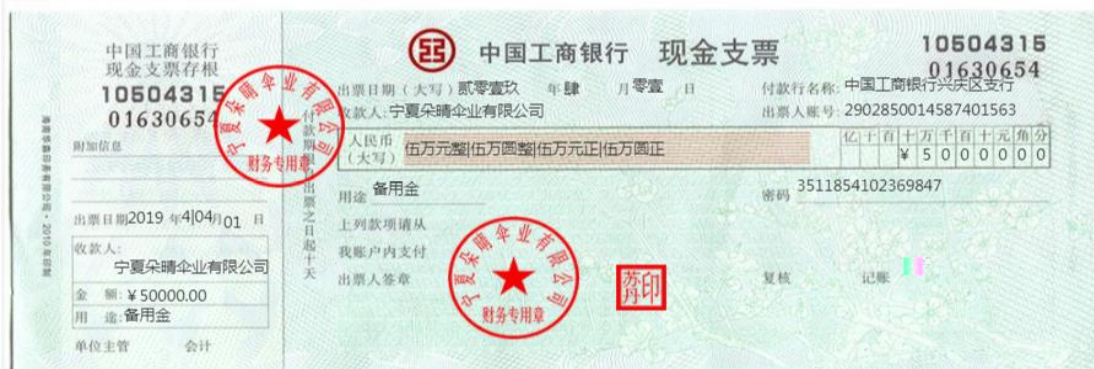 中国工商银行
现金支票存根
10504315
01630654
附加信息
出票日期2019 年4|04月01 日
收款人:
宁夏朵晴伞业有限公司
金 额:¥50000.00
用 途:备用金
单位主管 会计
宁夏朵晴伞业有限公司
财务专用章
付款期限自出票之日起十天
中国工商银行 现金支票
10504315
01630654
出票日期(大写)贰零壹玖 年肆 月零壹 日
付款行名称:中国工商银行兴庆区支行
收款人:宁夏朵晴伞业有限公司
出票人账号:2902850014587401563
人民币
(大写)
伍万元整|伍万圆整|伍万元正|伍万圆正
亿千百十万千百十元角分
¥5000000
用途 备用金
密码 3511854102369847
上列款项请从
我账户内支付
出票人签章
宁夏朵晴伞业有限公司
财务专用章
苏丹印
复核 记账